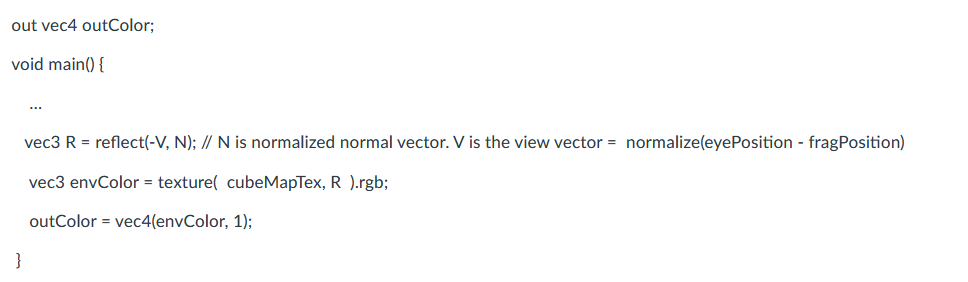 out vec4 outColor;
void main() {
...
vec3 R = reflect(-V, N); // N is normalized normal vector. V is the view vector = normalize(eyePosition - fragPosition)
vec3 envColor = texture( cubeMapTex, R ).rgb;
outColor = vec4(envColor, 1);
}